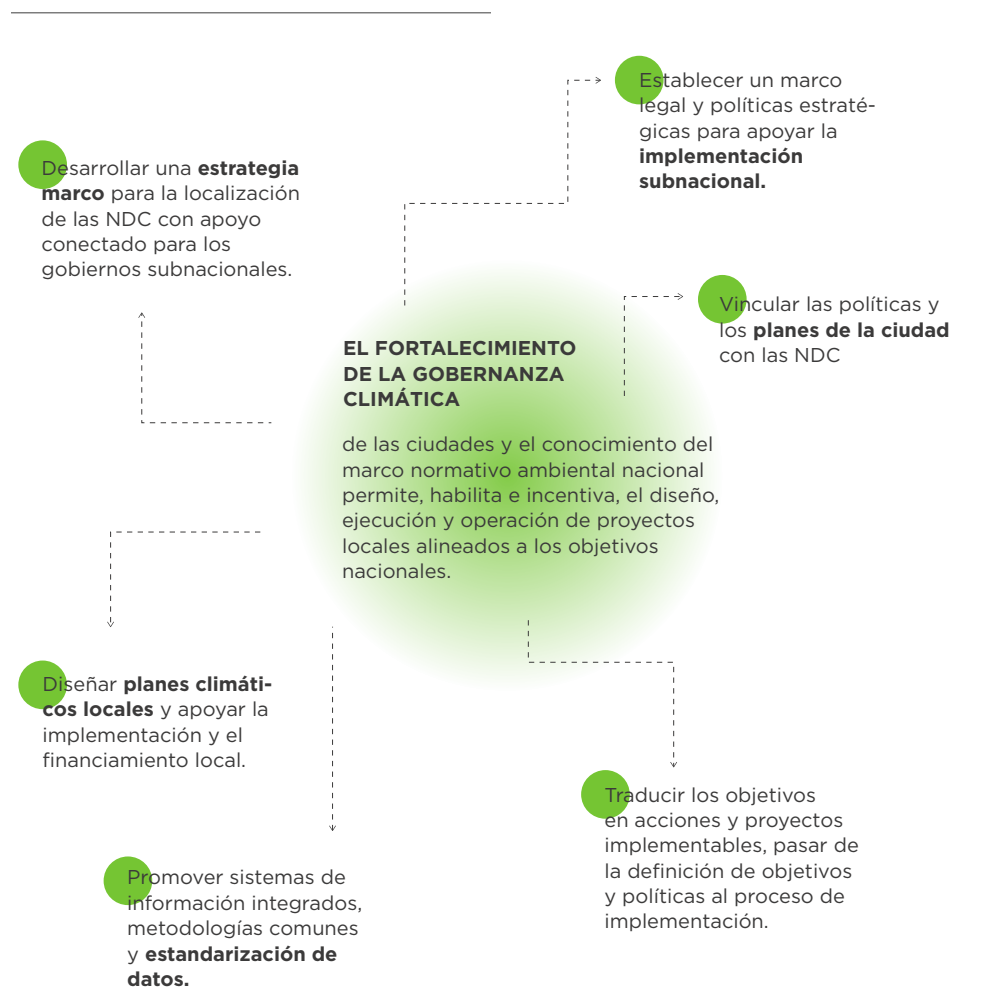 Establecer un marco
legal y políticas estraté-
gicas para apoyar la
implementación
subnacional.
Desarrollar una estrategia
marco para la localización
de las NDC con apoyo
conectado para los
gobiernos subnacionales.
Vincular las políticas y
los planes de la ciudad
con las NDC
EL FORTALECIMIENTO
DE LA GOBERNANZA
CLIMÁTICA
de las ciudades y el conocimiento del
marco normativo ambiental nacional
permite, habilita e incentiva, el diseño,
ejecución y operación de proyectos
locales alineados a los objetivos
nacionales.
Diseñar planes climáti-
cos locales y apoyar la
implementación y el
financiamiento local.
Traducir los objetivos
en acciones y proyectos
implementables, pasar de
la definición de objetivos
y políticas al proceso de
implementación.
Promover sistemas de
información integrados,
metodologías comunes
y estandarización de
datos.